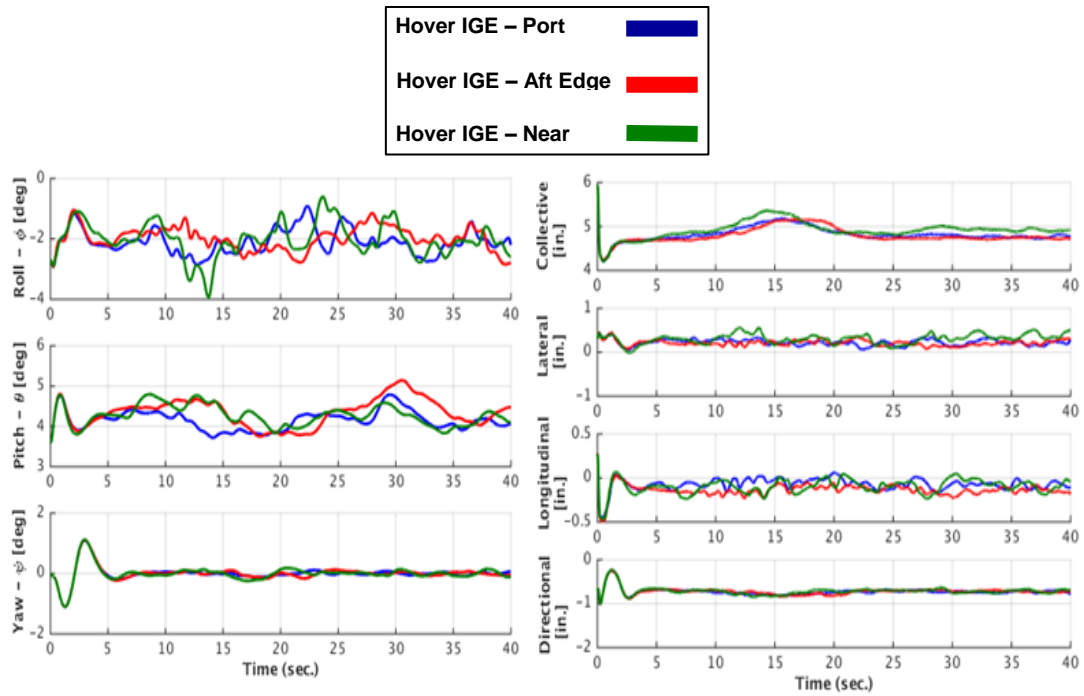 Hover IGE – Port
Hover IGE – Aft Edge
Hover IGE – Near
Roll – ϕ [deg]
0
-2
-4
0 5 10 15 20 25 30 35 40
Pitch – θ [deg]
6
5
4
3
0 5 10 15 20 25 30 35 40
Yaw – ψ [deg]
2
0
-2
0 5 10 15 20 25 30 35 40
Time (sec.)
Collective
[in.]
6
5
4
0 5 10 15 20 25 30 35 40
Lateral
[in.]
1
0
-1
0 5 10 15 20 25 30 35 40
Longitudinal
[in.]
0.5
0
-0.5
0 5 10 15 20 25 30 35 40
Directional
[in.]
0
-1
-2
0 5 10 15 20 25 30 35 40
Time (sec.)